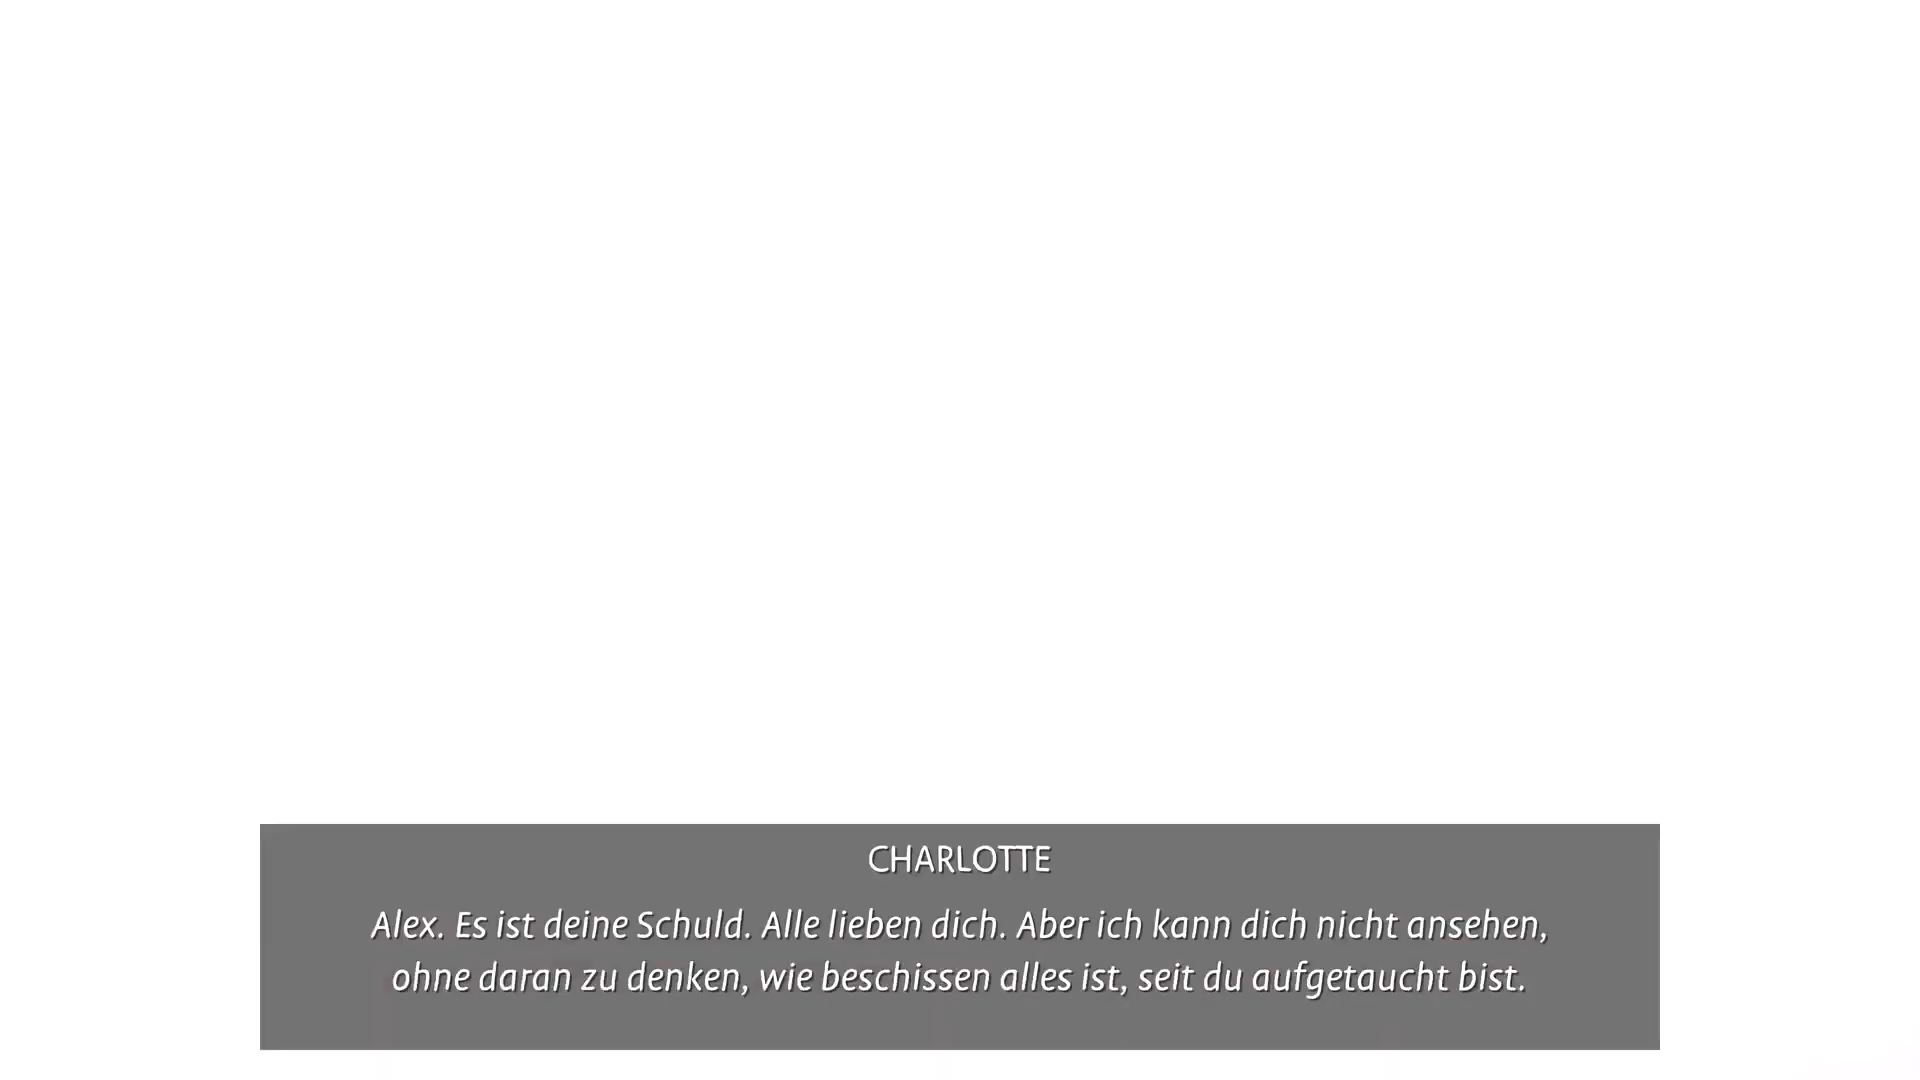 CHARLOTTE
Alex. Es ist deine Schuld. Alle lieben dich. Aber ich kann dich nicht ansehen,
ohne daran zu denken, wie beschissen alles ist, seit du aufgetaucht bist.